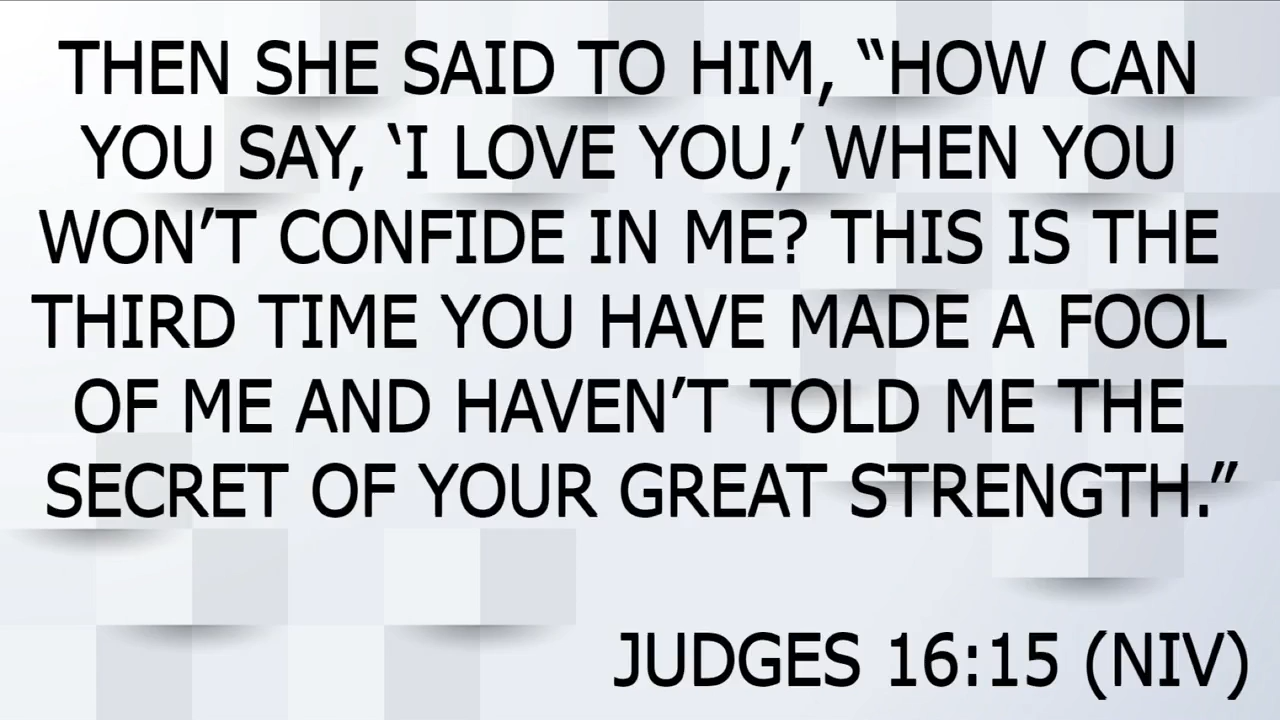 THEN SHE SAID TO HIM, “HOW CAN
YOU SAY, ‘I LOVE YOU,’ WHEN YOU
WON’T CONFIDE IN ME? THIS IS THE
THIRD TIME YOU HAVE MADE A FOOL
OF ME AND HAVEN’T TOLD ME THE
SECRET OF YOUR GREAT STRENGTH.”
JUDGES 16:15 (NIV)